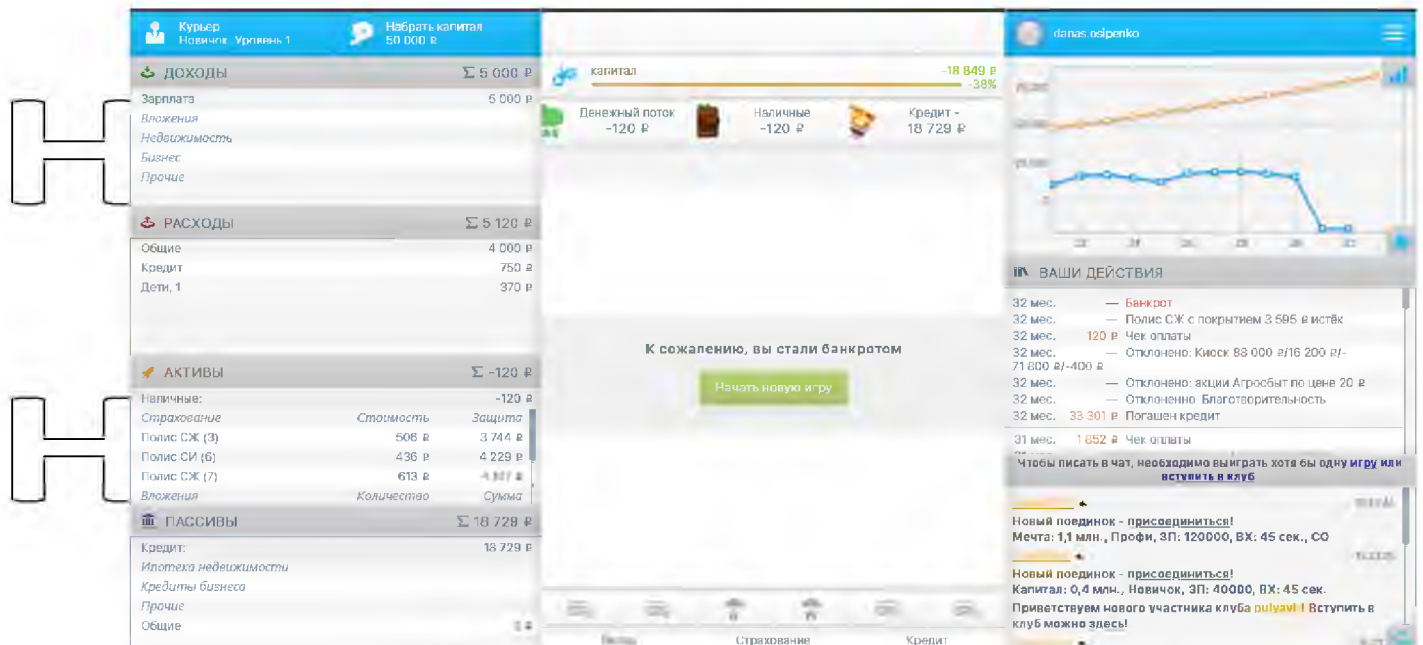 Курьер
Новичок Уровень 1
Набрать капитал
50 000 ₽
danas.osipenko
ДОХОДЫ Σ 5 000 ₽
Зарплата 5 000 ₽
Вложения
Недвижимость
Бизнес
Прочие
РАСХОДЫ Σ 5 120 ₽
Общие 4 000 ₽
Кредит 750 ₽
Дети, 1 370 ₽
АКТИВЫ Σ -120 ₽
Наличные: -120 ₽
Страхование Стоимость Защита
Полис СЖ (3) 506 ₽ 3 744 ₽
Полис СИ (6) 436 ₽ 4 229 ₽
Полис СЖ (7) 613 ₽
Вложения Количество Сумма
ПАССИВЫ Σ 18 729 ₽
Кредит: 18 729 ₽
Ипотека недвижимости
Кредиты бизнеса
Прочие
Общие
капитал -18 849 ₽
-38%
Денежный поток
-120 ₽
Наличные
-120 ₽
Кредит -
18 729 ₽
К сожалению, вы стали банкротом
Начать новую игру
Страхование Кредит
ВАШИ ДЕЙСТВИЯ
32 мес. — Банкрот
32 мес. — Полис СЖ с покрытием 3 595 ₽ истёк
32 мес. 120 ₽ Чек оплаты
32 мес. — Отклонено: Киоск 88 000 ₽/16 200 ₽/-
71 800 ₽/-400 ₽
32 мес. — Отклонено: акции Агросбыт по цене 20 ₽
32 мес. — Отклоненно Благотворительность
32 мес. 33 301 ₽ Погашен кредит
31 мес. 1 852 ₽ Чек оплаты
Чтобы писать в чат, необходимо выиграть хотя бы одну игру или
вступить в клуб
Новый поединок - присоединиться!
Мечта: 1,1 млн., Профи, ЗП: 120000, ВХ: 45 сек., СО
Новый поединок - присоединиться!
Капитал: 0,4 млн., Новичок, ЗП: 40000, ВХ: 45 сек.
Приветствуем нового участника клуба pulyavl ! Вступить в
клуб можно здесь!